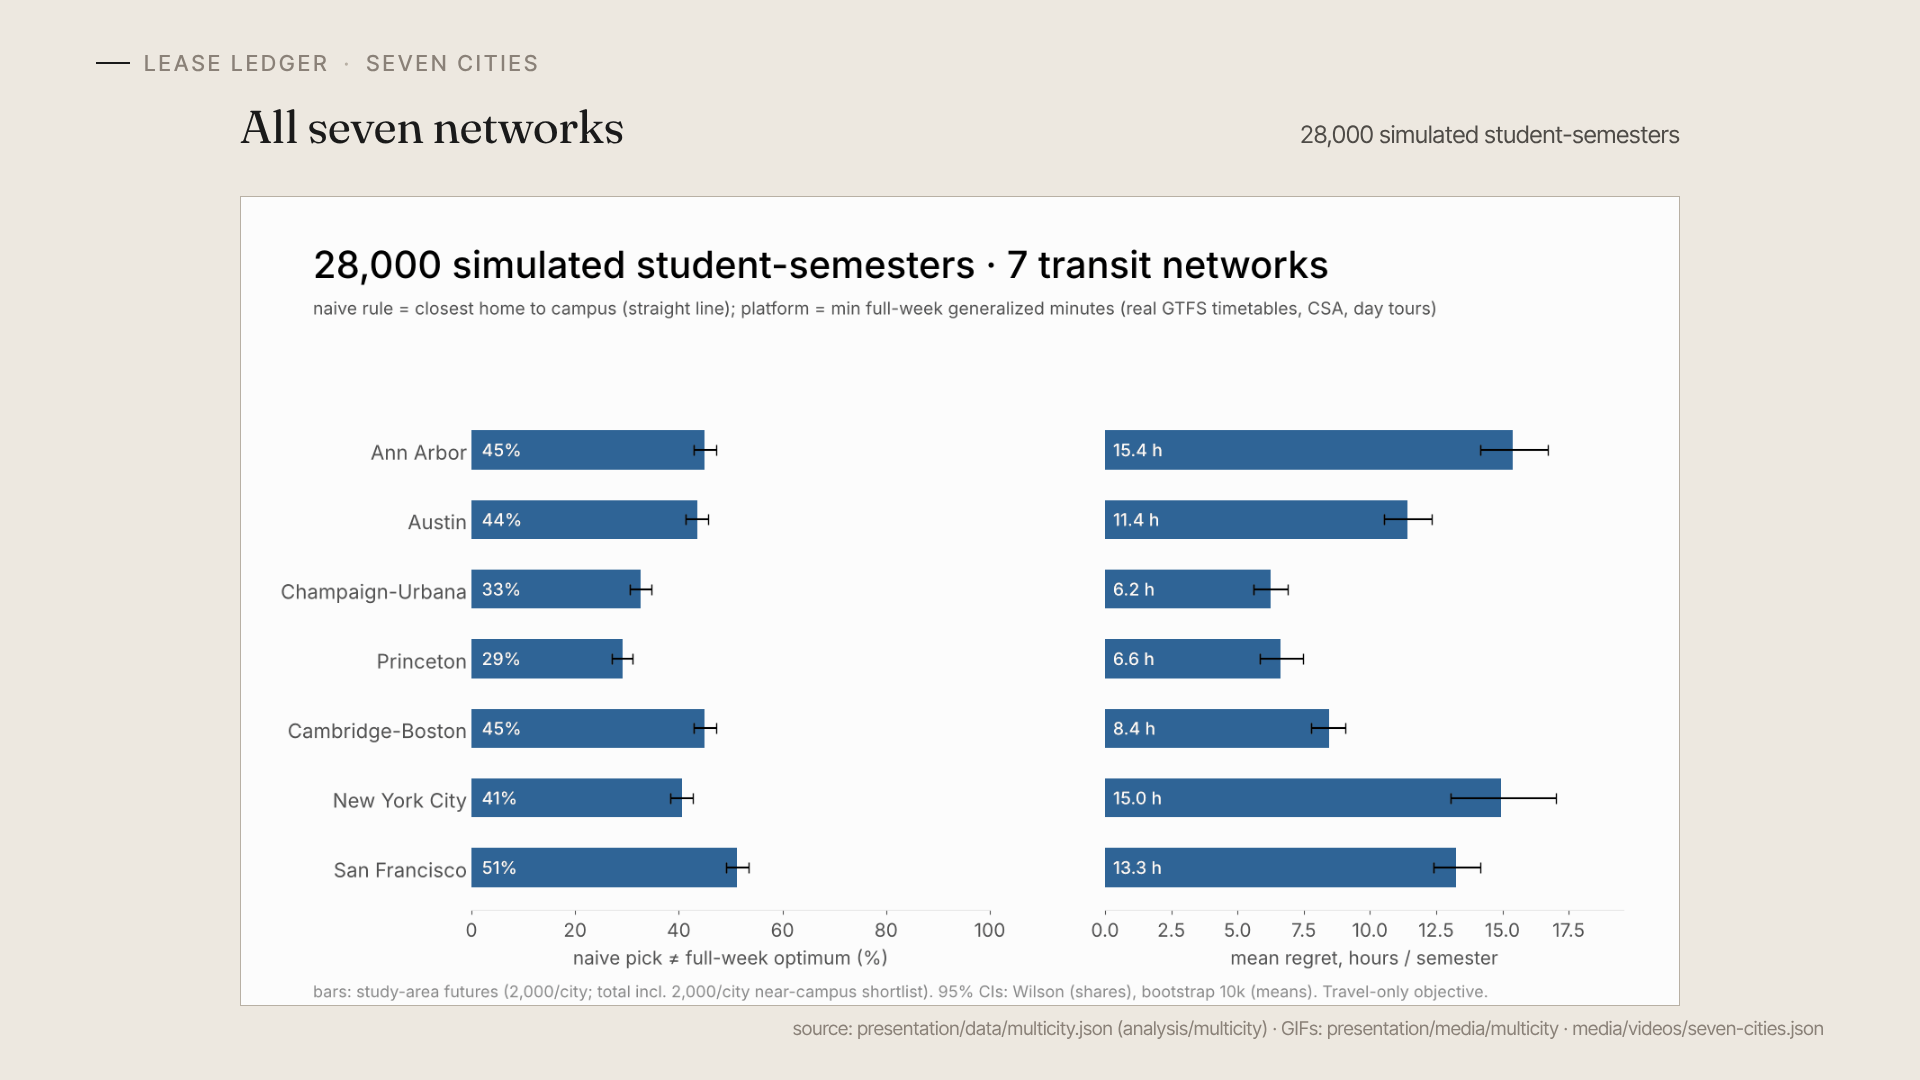 LEASE LEDGER · SEVEN CITIES
All seven networks
28,000 simulated student-semesters
28,000 simulated student-semesters · 7 transit networks
naive rule = closest home to campus (straight line); platform = min full-week generalized minutes (real GTFS timetables, CSA, day tours)
Ann Arbor 45% 15.4 h
Austin 44% 11.4 h
Champaign-Urbana 33% 6.2 h
Princeton 29% 6.6 h
Cambridge-Boston 45% 8.4 h
New York City 41% 15.0 h
San Francisco 51% 13.3 h
0 20 40 60 80 100 0.0 2.5 5.0 7.5 10.0 12.5 15.0 17.5
naive pick ≠ full-week optimum (%) mean regret, hours / semester
bars: study-area futures (2,000/city; total incl. 2,000/city near-campus shortlist). 95% CIs: Wilson (shares), bootstrap 10k (means). Travel-only objective.
source: presentation/data/multicity.json (analysis/multicity) · GIFs: presentation/media/multicity · media/videos/seven-cities.json